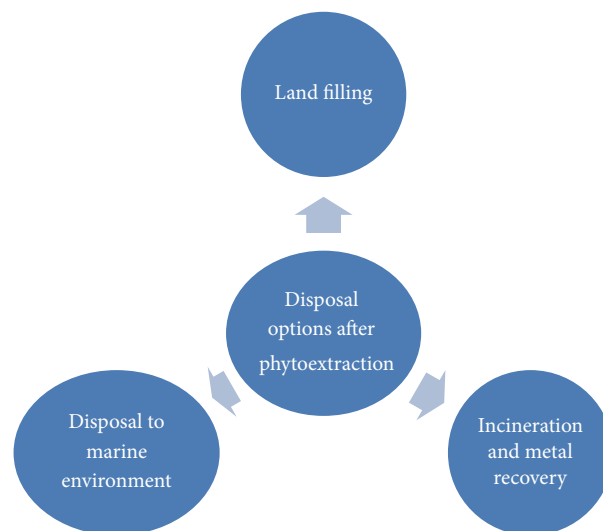 Land filling
Disposal
options after
phytoextraction
Disposal to
marine
environment
Incineration
and metal
recovery